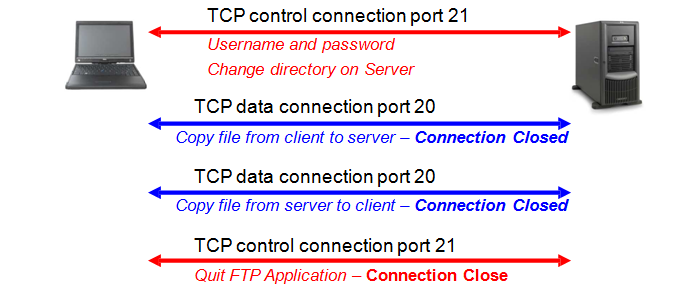 TCP control connection port 21
Username and password
Change directory on Server
TCP data connection port 20
Copy file from client to server – Connection Closed
TCP data connection port 20
Copy file from server to client – Connection Closed
TCP control connection port 21
Quit FTP Application – Connection Close